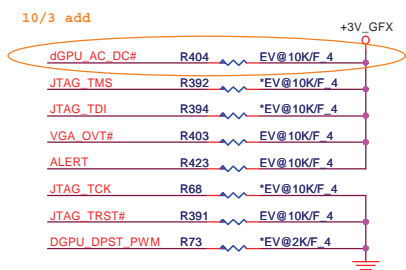 10/3 add
+3V_GFX
dGPU_AC_DC# R404 EV@10K/F_4
JTAG_TMS R392 *EV@10K/F_4
JTAG_TDI R394 *EV@10K/F_4
VGA_OVT# R403 EV@10K/F_4
ALERT R423 EV@10K/F_4
JTAG_TCK R68 *EV@10K/F_4
JTAG_TRST# R391 EV@10K/F_4
DGPU_DPST_PWM R73 *EV@2K/F_4